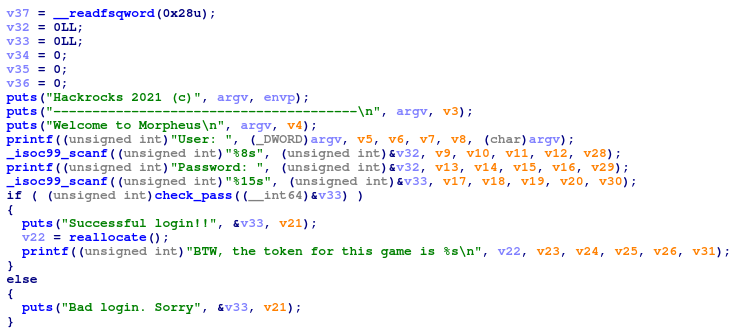 v37 = __readfsqword(0x28u);
v32 = 0LL;
v33 = 0LL;
v34 = 0;
v35 = 0;
v36 = 0;
puts("Hackrocks 2021 (c)", argv, envp);
puts("---------------------------------------\n", argv, v3);
puts("Welcome to Morpheus\n", argv, v4);
printf((unsigned int)"User: ", (_DWORD)argv, v5, v6, v7, v8, (char)argv);
_isoc99_scanf((unsigned int)"%8s", (unsigned int)&v32, v9, v10, v11, v12, v28);
printf((unsigned int)"Password: ", (unsigned int)&v32, v13, v14, v15, v16, v29);
_isoc99_scanf((unsigned int)"%15s", (unsigned int)&v33, v17, v18, v19, v20, v30);
if ( (unsigned int)check_pass((__int64)&v33) )
{
  puts("Successful login!!", &v33, v21);
  v22 = reallocate();
  printf((unsigned int)"BTW, the token for this game is %s\n", v22, v23, v24, v25, v26, v31);
}
else
{
  puts("Bad login. Sorry", &v33, v21);
}